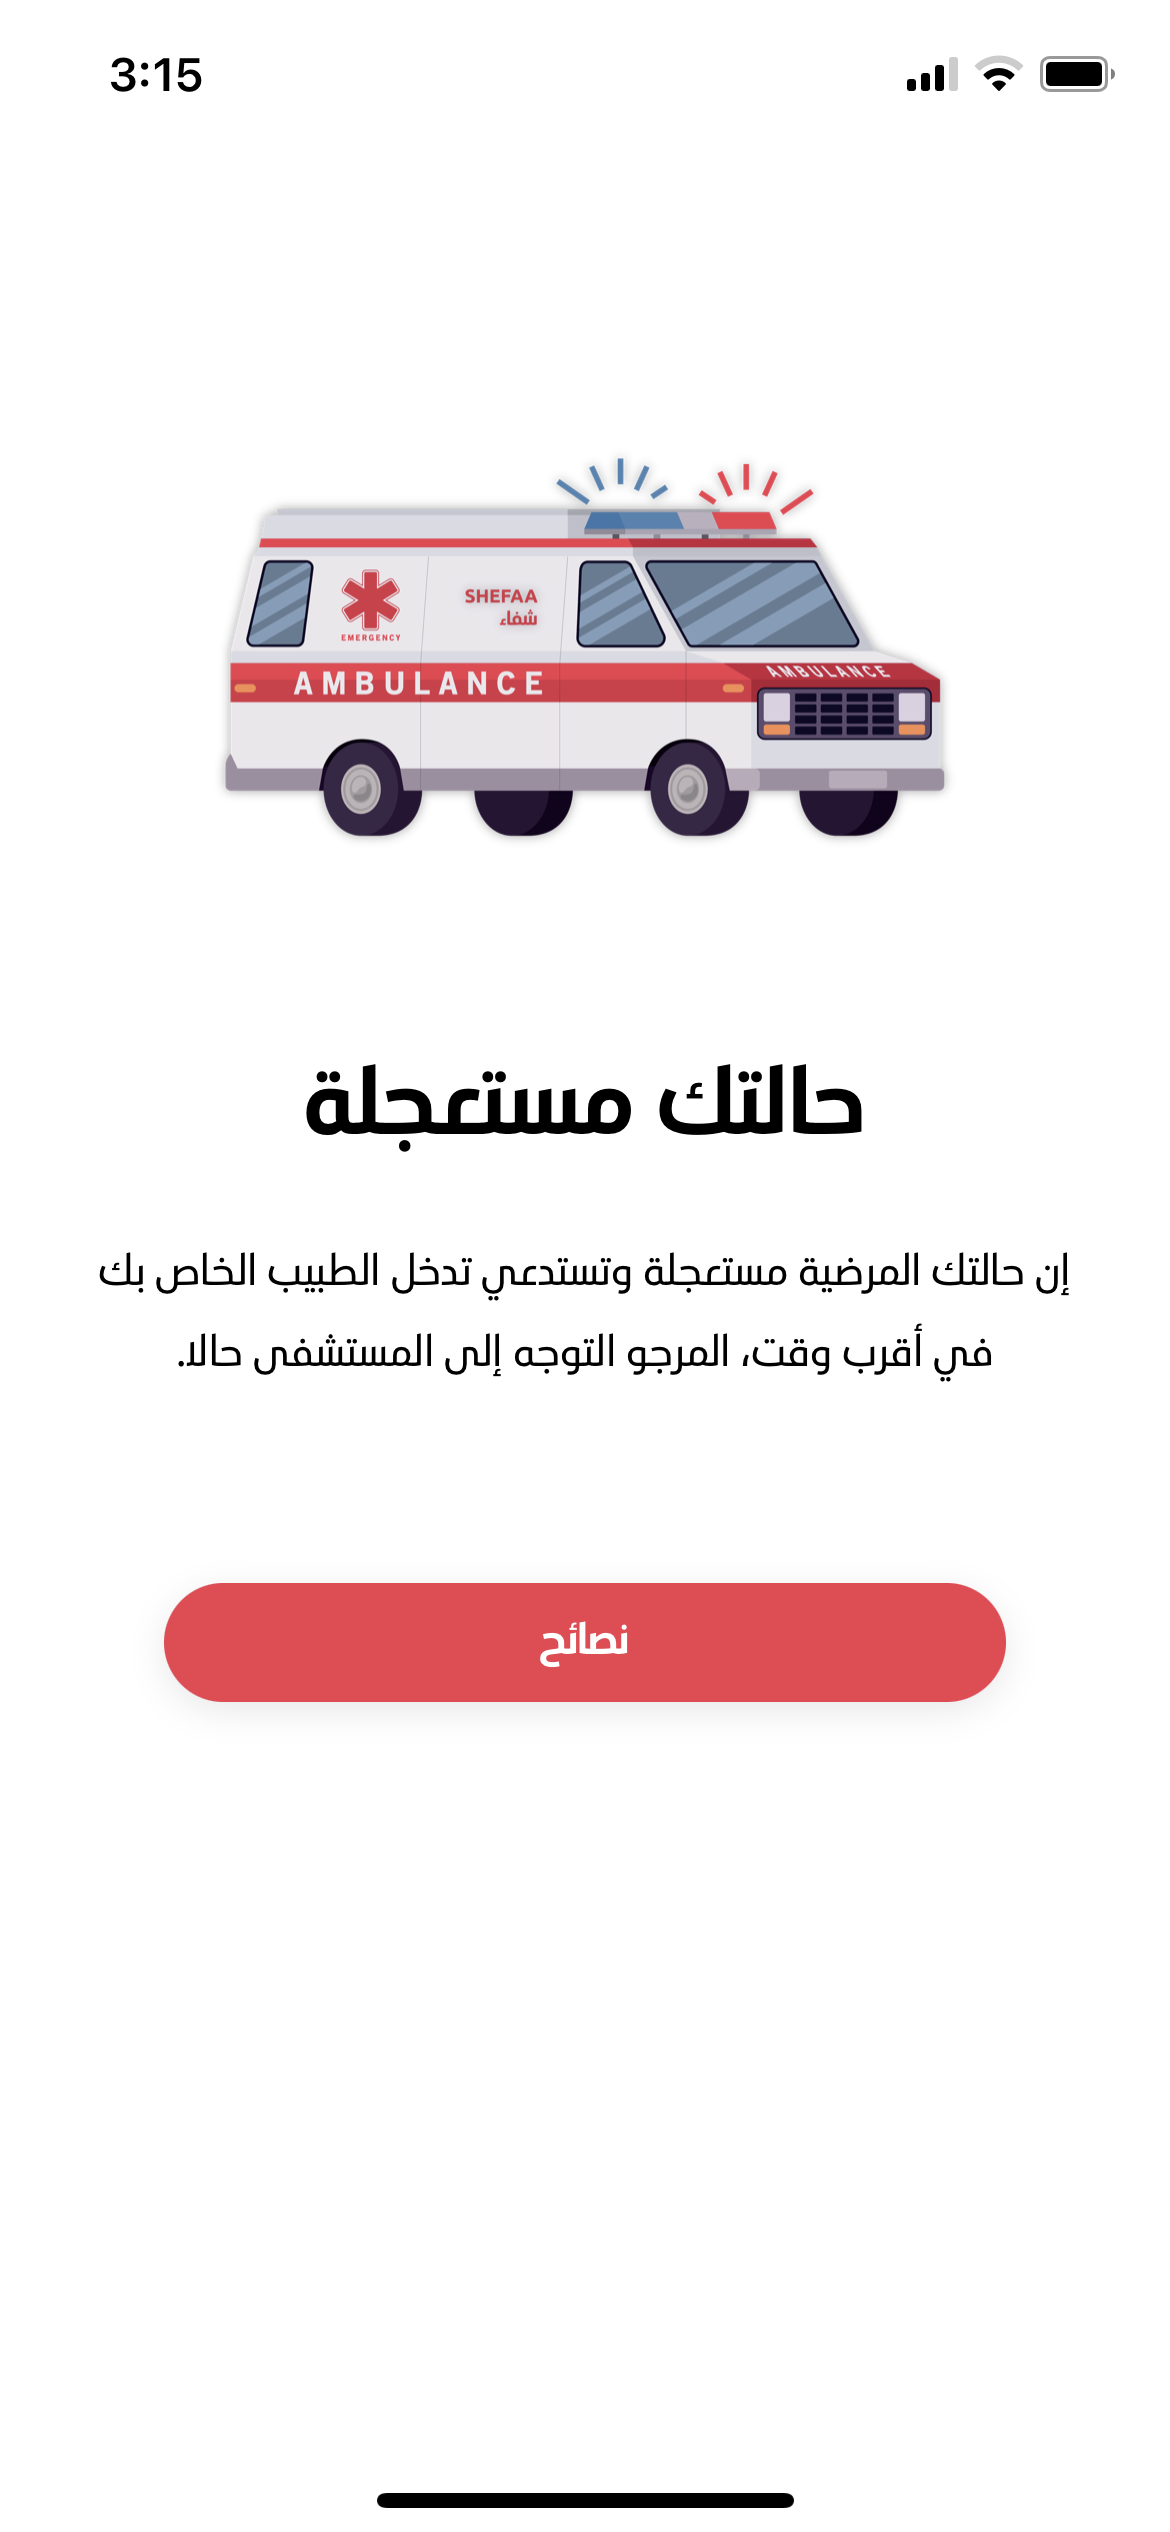 3:15
SHEFAA
شفاء
EMERGENCY
AMBULANCE
AMBULANCE
حالتك مستعجلة
إن حالتك المرضية مستعجلة وتستدعي تدخل الطبيب الخاص بك
في أقرب وقت، المرجو التوجه إلى المستشفى حالا.
نصائح